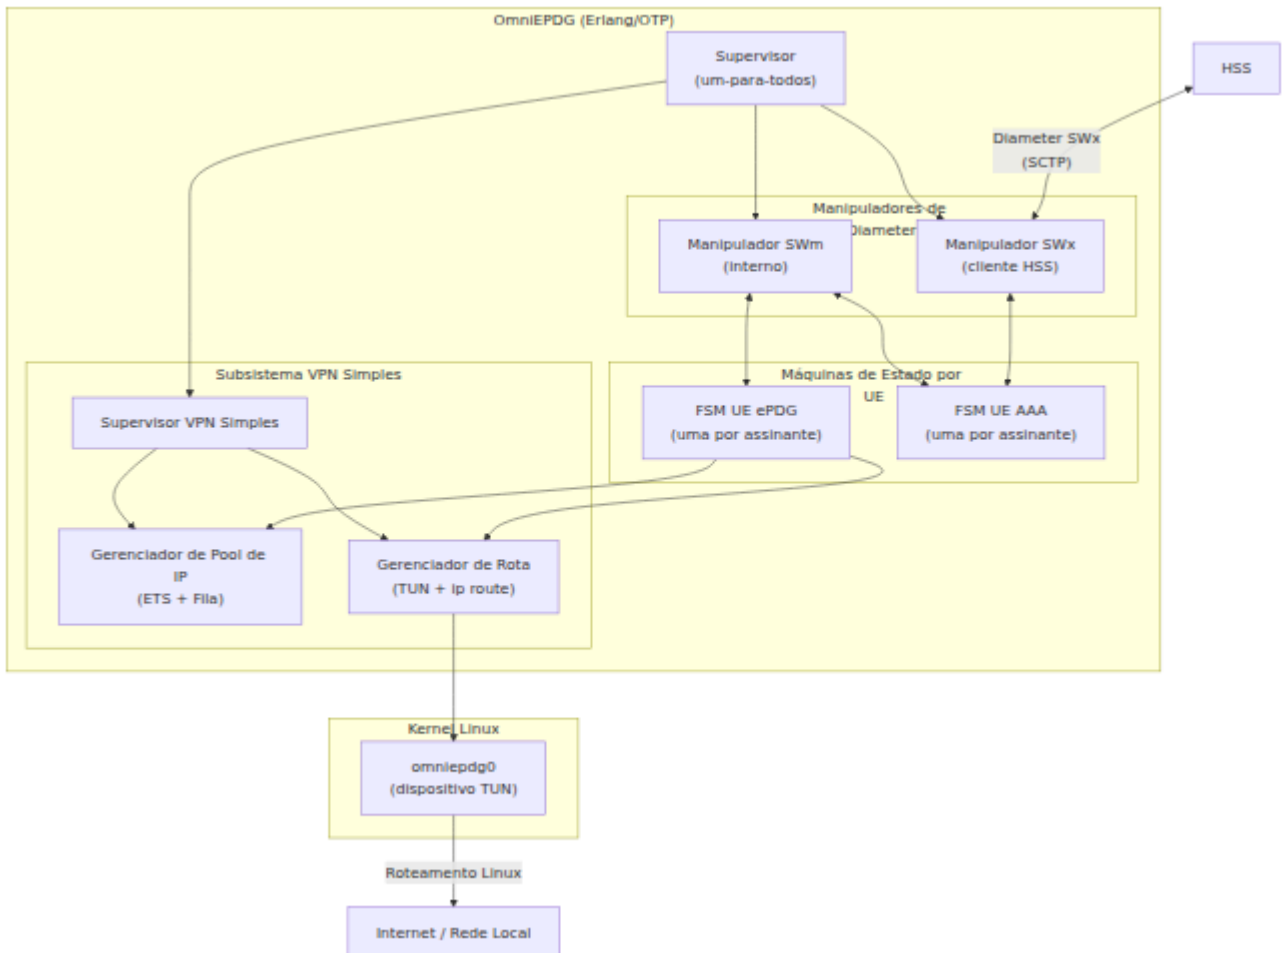 OmniEPDG (Erlang/OTP)
Supervisor
(um-para-todos)
HSS
Diameter SWx
(SCTP)
Manipuladores de
Diameter
Manipulador SWm
(interno)
Manipulador SWx
(cliente HSS)
Subsistema VPN Simples
Máquinas de Estado por
UE
Supervisor VPN Simples
FSM UE ePDG
(uma por assinante)
FSM UE AAA
(uma por assinante)
Gerenciador de Pool de
IP
(ETS + Fila)
Gerenciador de Rota
(TUN + ip route)
Kernel Linux
omniepdg0
(dispositivo TUN)
Roteamento Linux
Internet / Rede Local